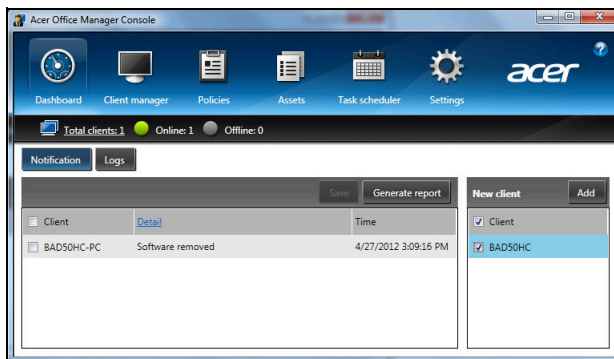 Acer Office Manager Console
acer
?
Dashboard Client manager Policies Assets Task scheduler Settings
Total clients: 1 Online: 1 Offline: 0
Notification Logs
Save Generate report New client Add
Client Detail Time Client
BAD50HC-PC Software removed 4/27/2012 3:09:16 PM BAD50HC